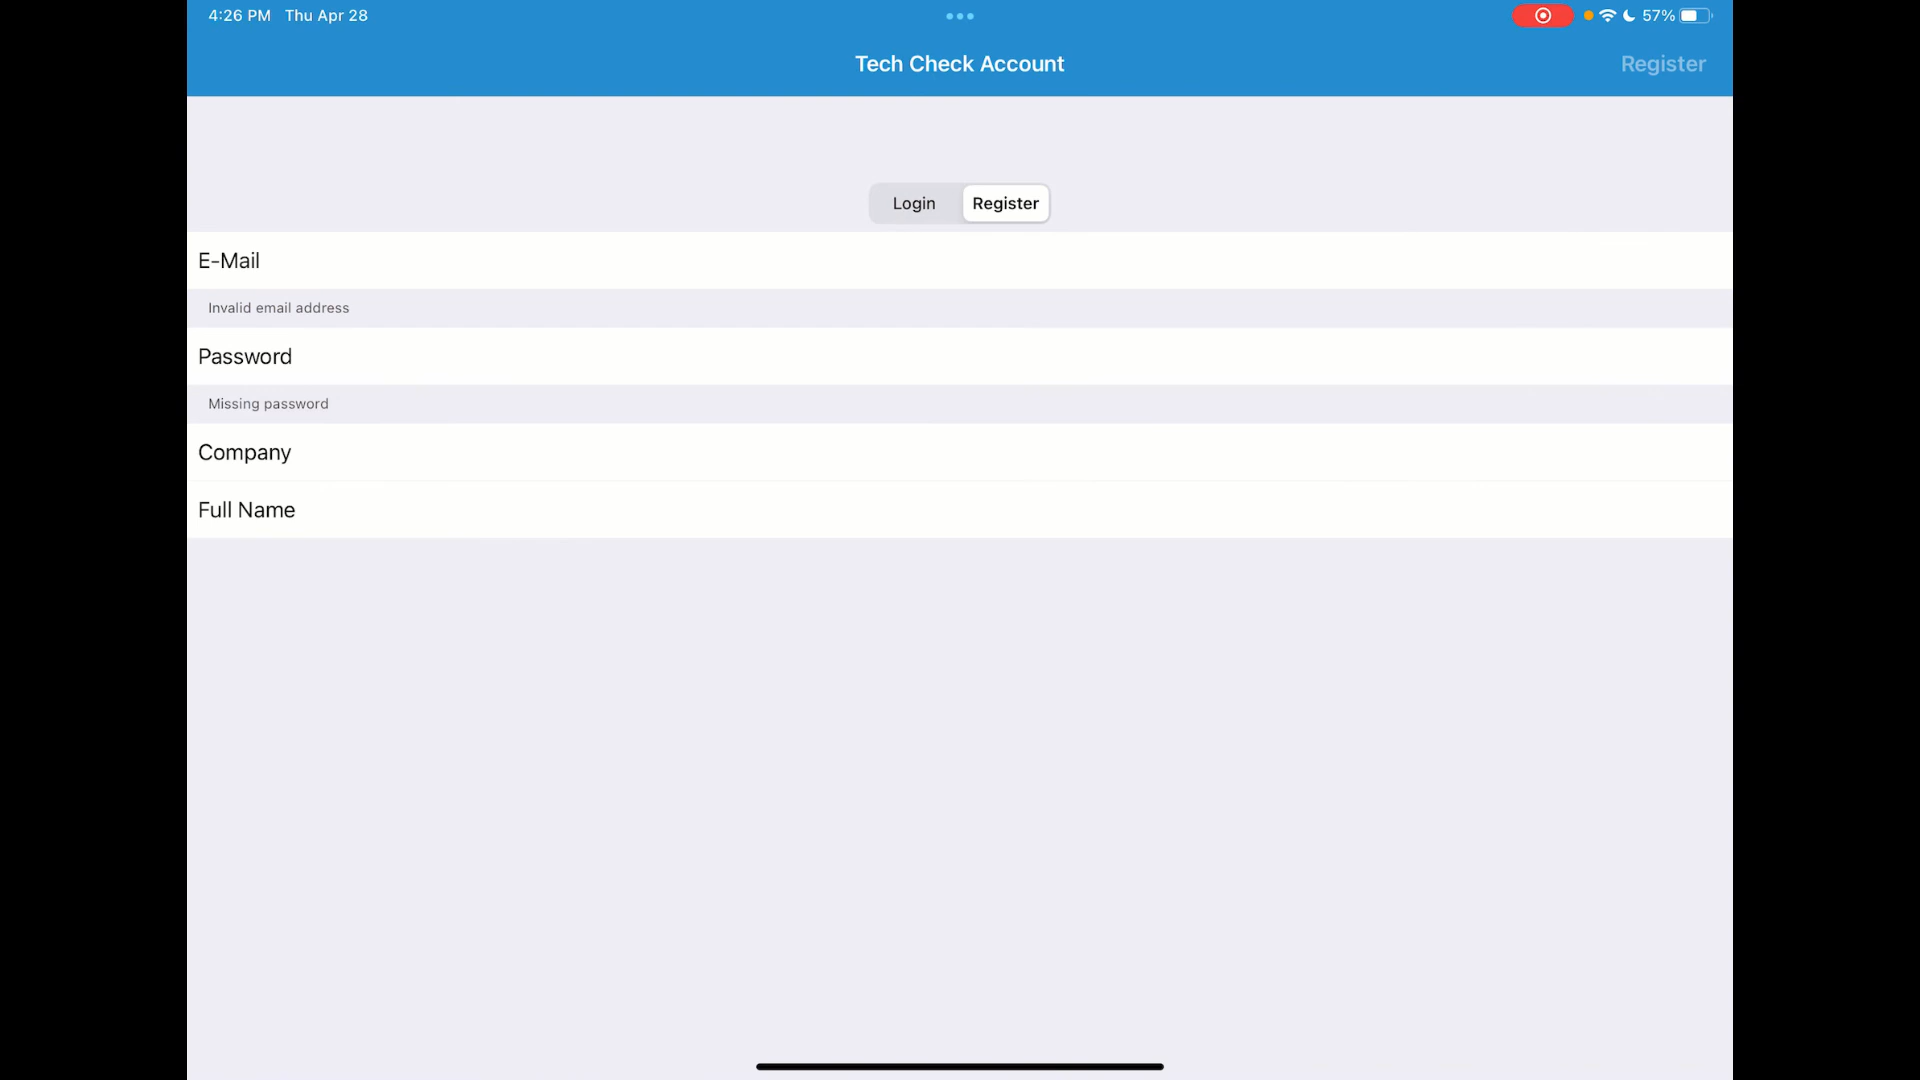 4:26 PM Thu Apr 28
57%
Tech Check Account
Register
Login
Register
E-Mail
Invalid email address
Password
Missing password
Company
Full Name